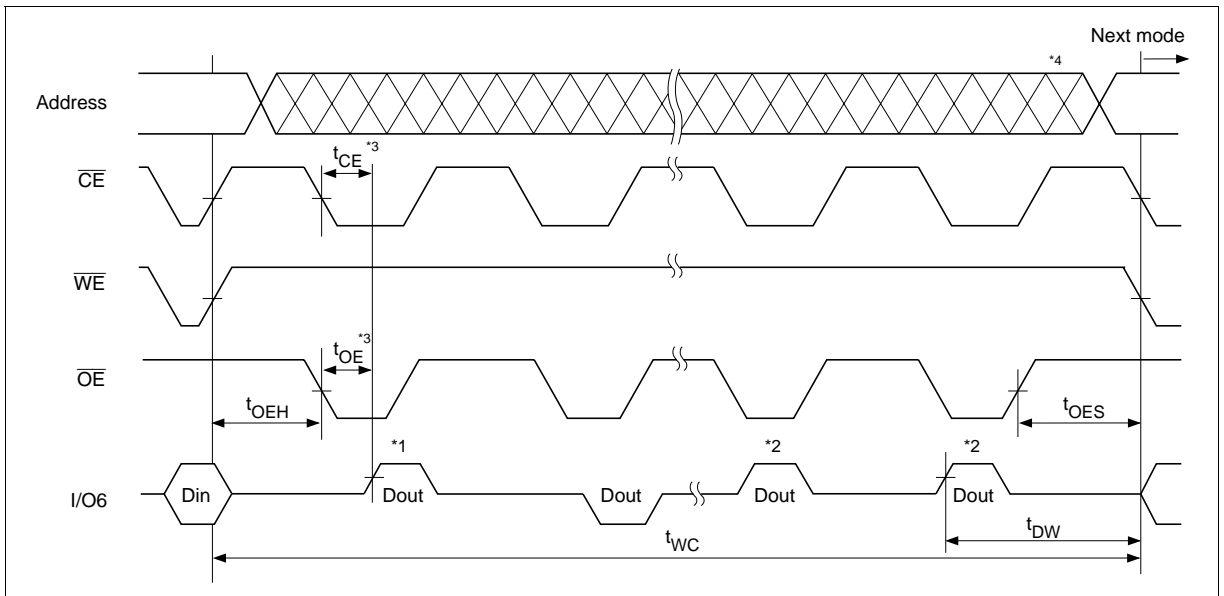 Next mode
*4
Address
tCE *3
CE
WE
tOE *3
OE
tOEH
tOES
*1
*2
*2
I/O6
Din
Dout
Dout
Dout
Dout
tDW
tWC